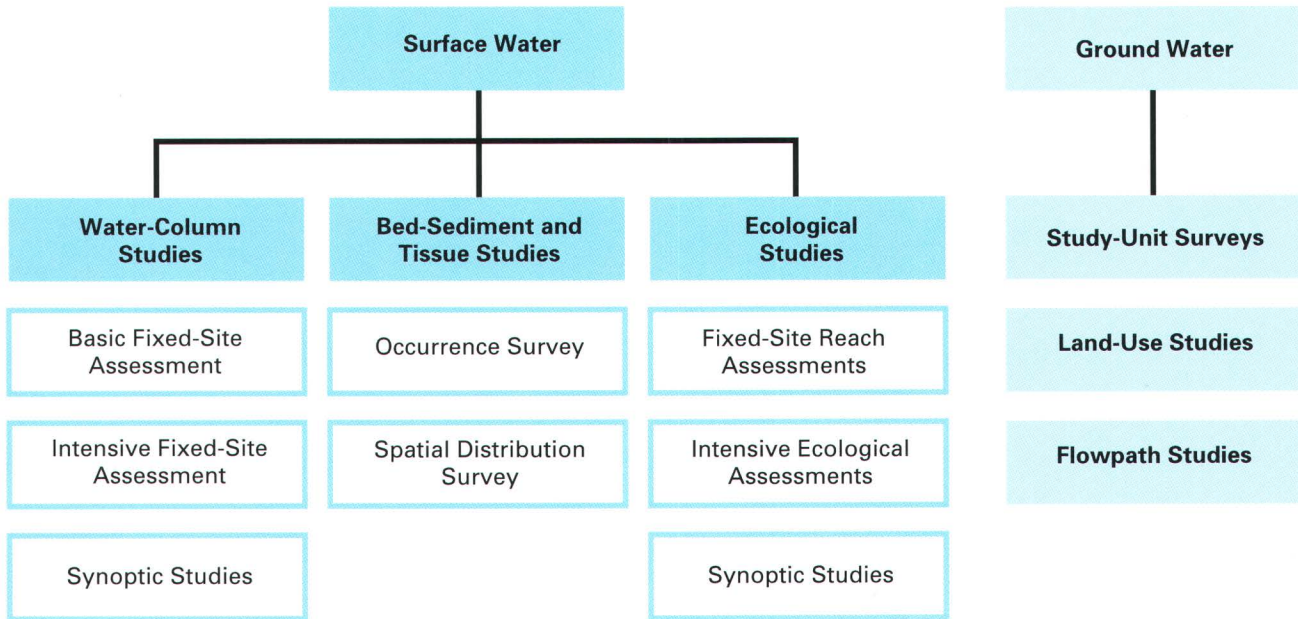 Surface Water
Ground Water
Water-Column
Studies
Bed-Sediment and
Tissue Studies
Ecological
Studies
Study-Unit Surveys
Basic Fixed-Site
Assessment
Occurrence Survey
Fixed-Site Reach
Assessments
Land-Use Studies
Intensive Fixed-Site
Assessment
Spatial Distribution
Survey
Intensive Ecological
Assessments
Flowpath Studies
Synoptic Studies
Synoptic Studies